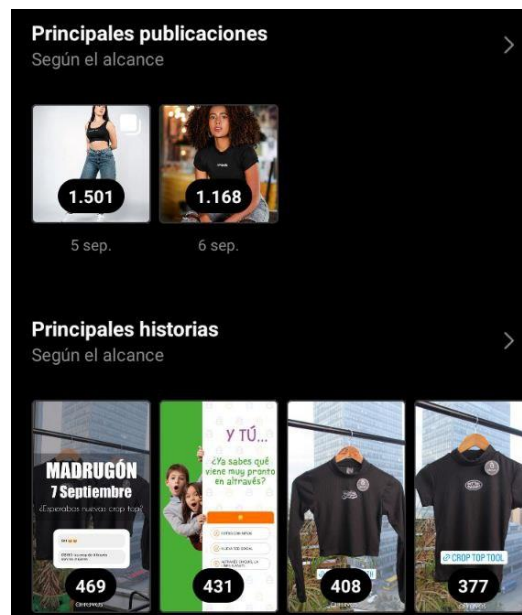 Principales publicaciones
Según el alcance
1.501
1.168
5 sep.
6 sep.
Principales historias
Según el alcance
MADRUGÓN
7 Septiembre
¿Esperabas nuevos crop top?
469
Y TÚ...
¿Ya sabes qué
viene muy pronto
en altravés?
431
408
CROP TOP TOOL
377